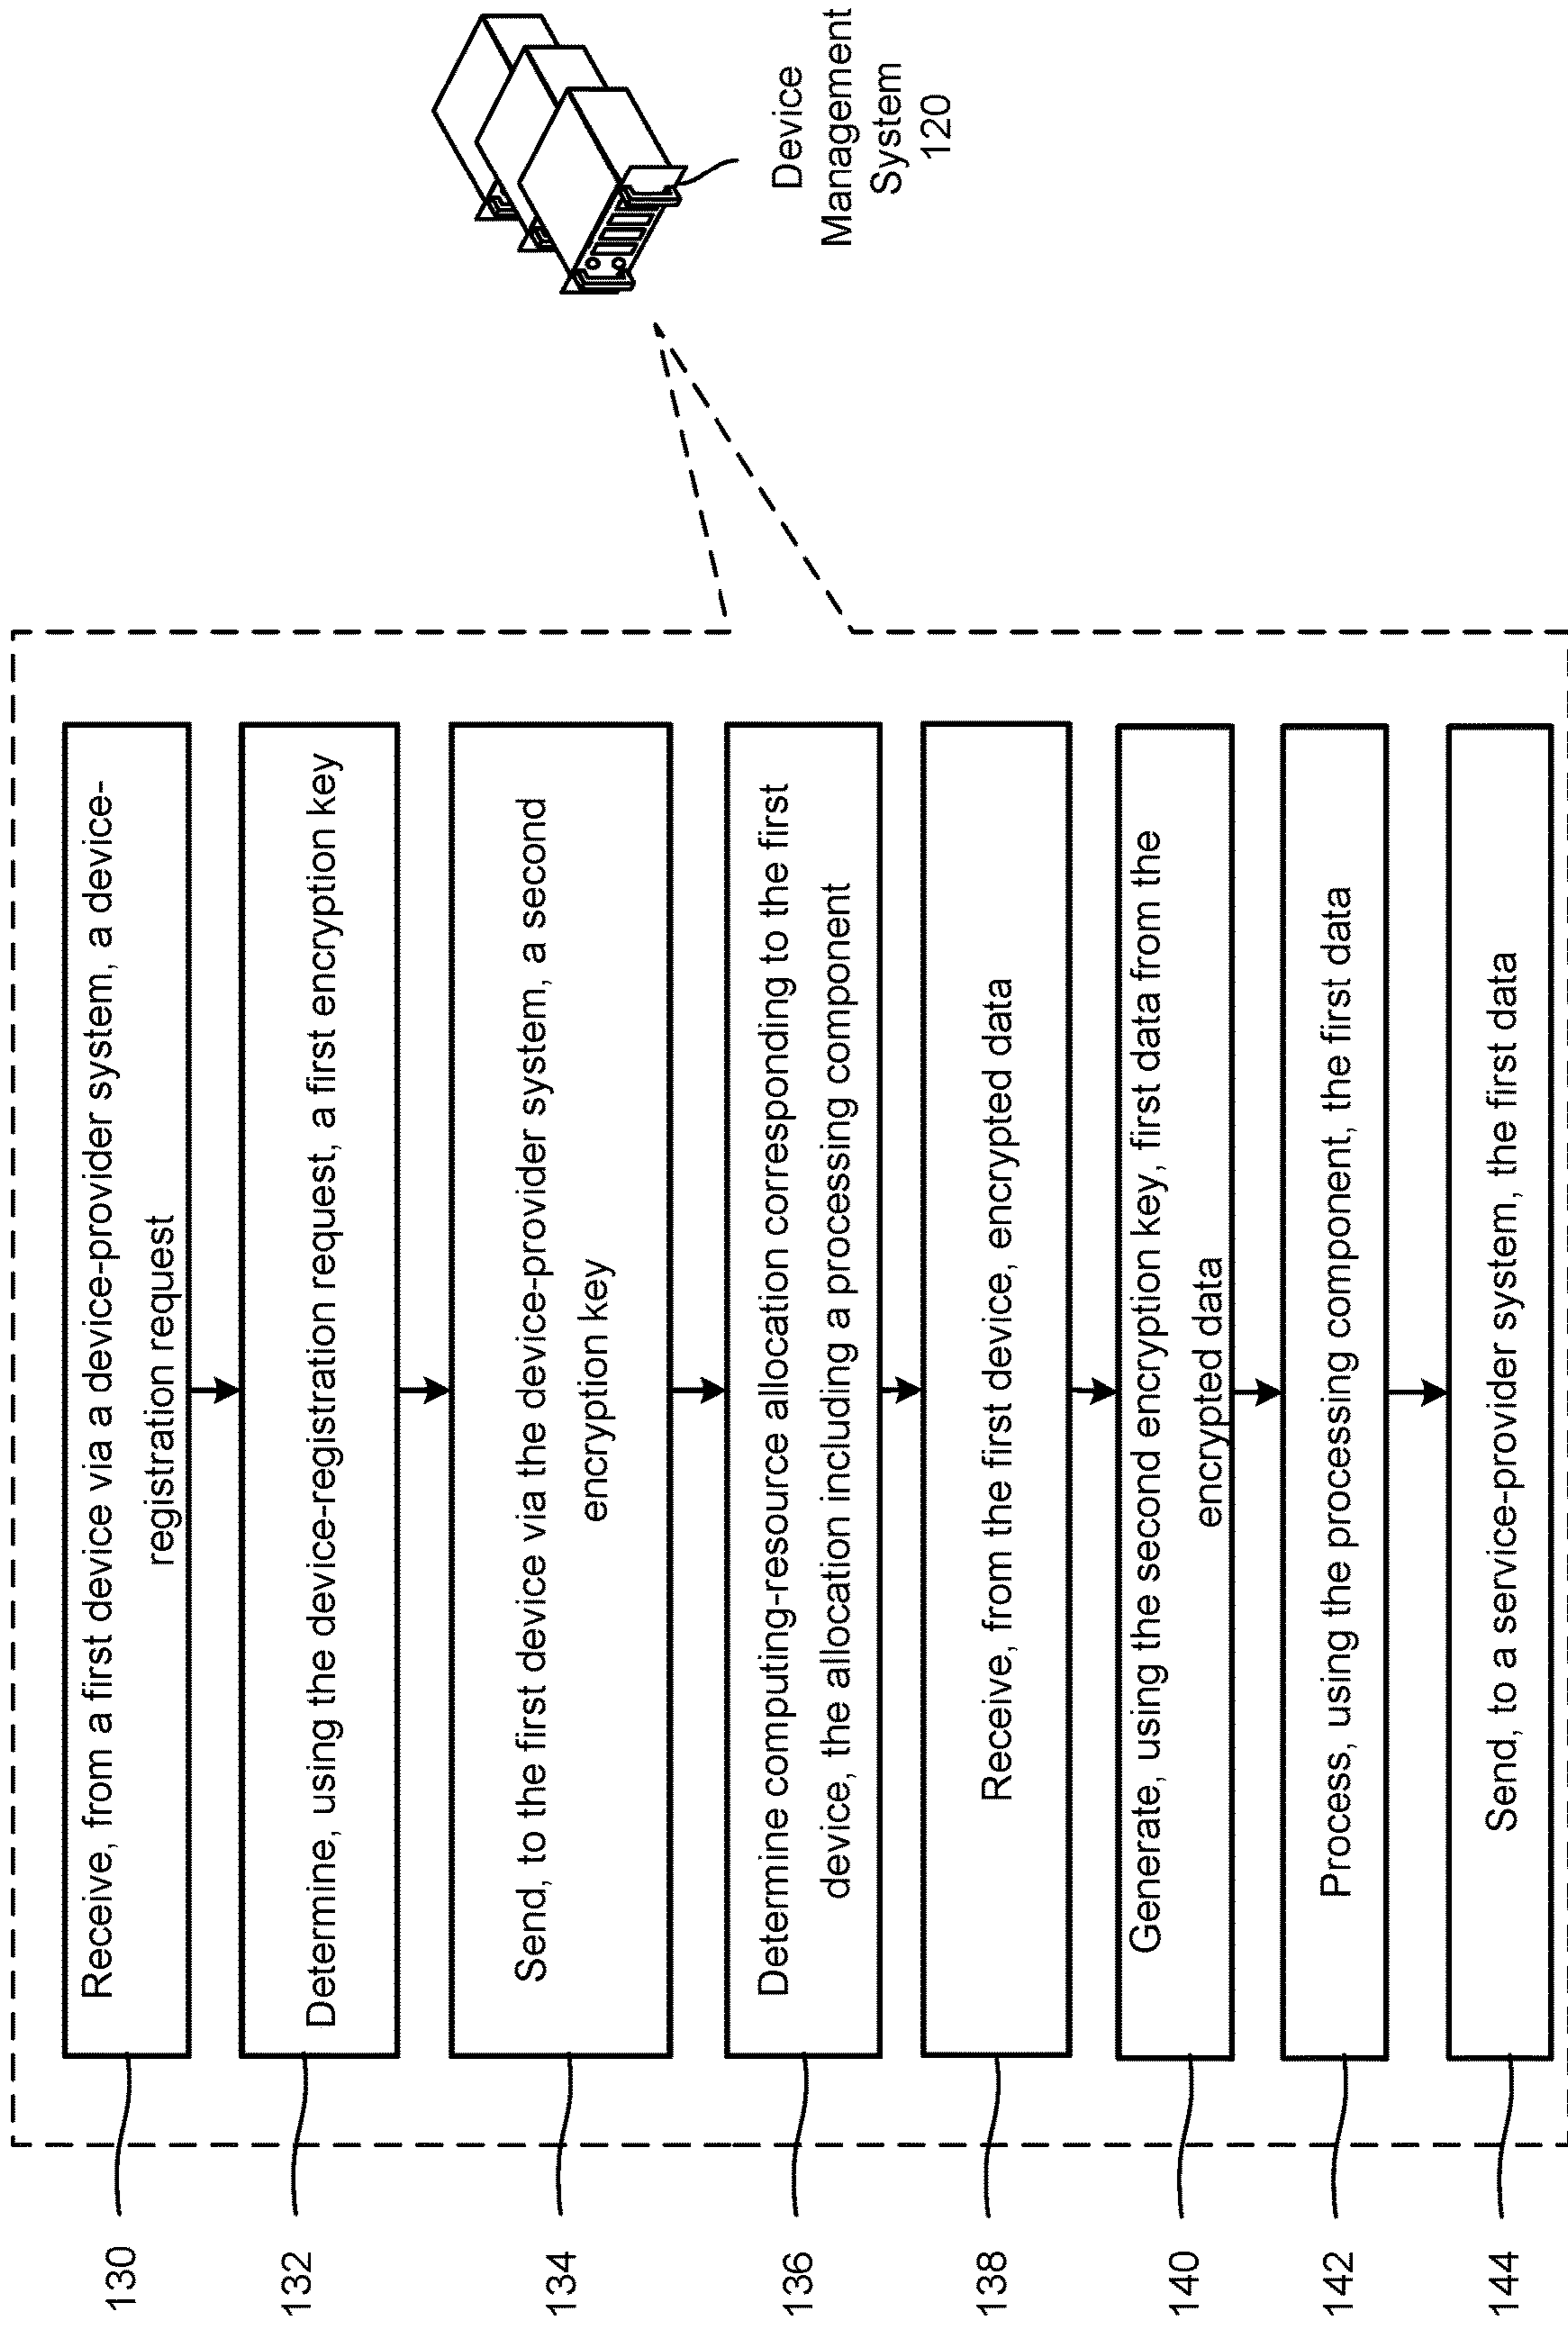 130
Receive, from a first device via a device-provider system, a device-
registration request
132
Determine, using the device-registration request, a first encryption key
134
Send, to the first device via the device-provider system, a second
encryption key
136
Determine computing-resource allocation corresponding to the first
device, the allocation including a processing component
138
Receive, from the first device, encrypted data
140
Generate, using the second encryption key, first data from the
encrypted data
142
Process, using the processing component, the first data
144
Send, to a service-provider system, the first data
Device
Management
System
120